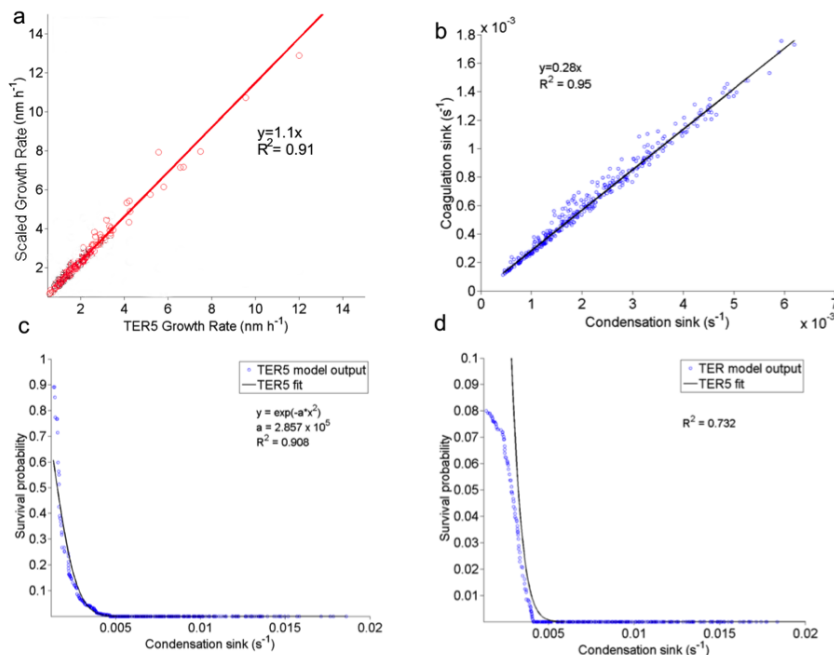 a
Scaled Growth Rate (nm h⁻¹)
14
12
10
8
6
4
2
y=1.1x
R² = 0.91
2 4 6 8 10 12 14
TER5 Growth Rate (nm h⁻¹)
b
x 10⁻³
Coagulation sink (s⁻¹)
1.8
1.6
1.4
1.2
1
0.8
0.6
0.4
0.2
0
y=0.28x
R² = 0.95
0 1 2 3 4 5 6 7
Condensation sink (s⁻¹)
x 10⁻³
c
Survival probability
1
0.9
0.8
0.7
0.6
0.5
0.4
0.3
0.2
0.1
TER5 model output
TER5 fit
y = exp(-a*x²)
a = 2.857 x 10⁵
R² = 0.908
0.005 0.01 0.015 0.02
Condensation sink (s⁻¹)
d
Survival probability
0.1
0.09
0.08
0.07
0.06
0.05
0.04
0.03
0.02
0.01
TER model output
TER5 fit
R² = 0.732
0.005 0.01 0.015 0.02
Condensation sink (s⁻¹)